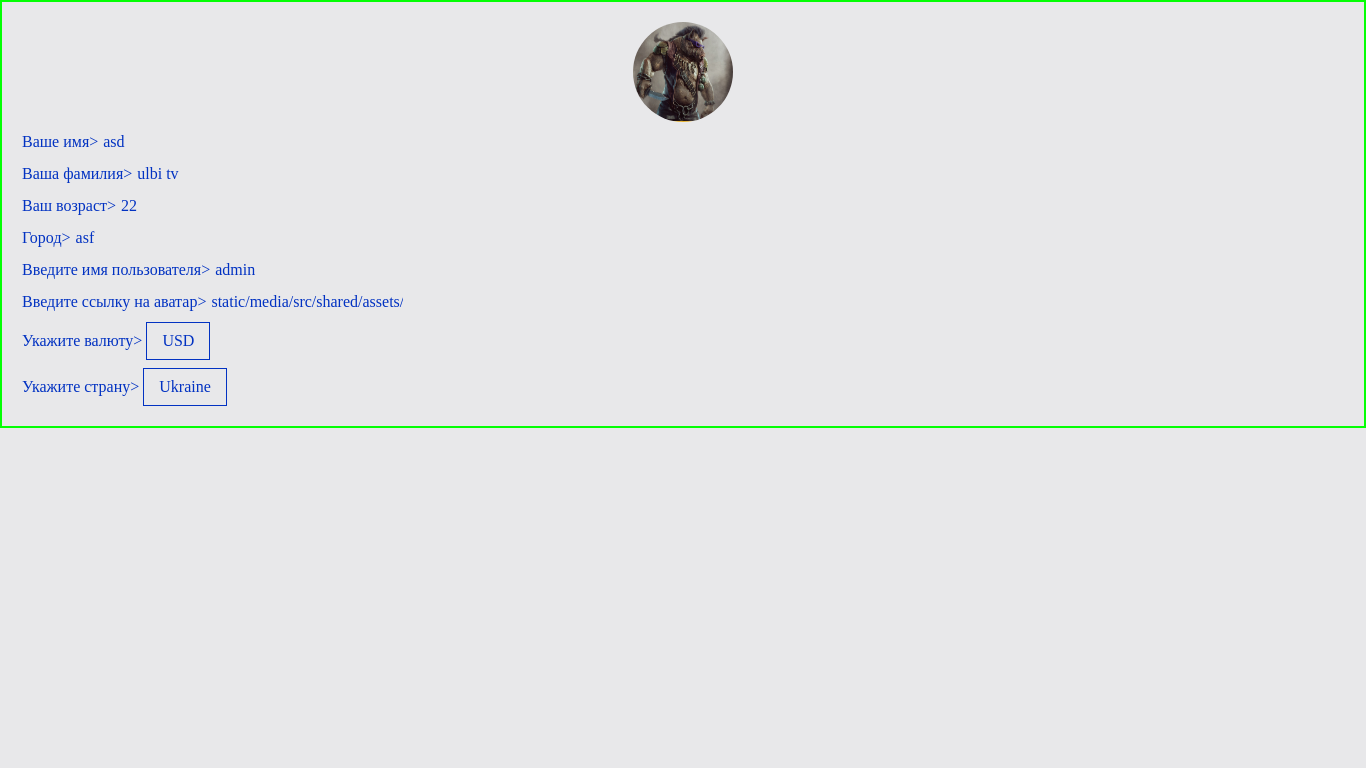 Ваше имя> asd
Ваша фамилия> ulbi tv
Ваш возраст> 22
Город> asf
Введите имя пользователя> admin
Введите ссылку на аватар> static/media/src/shared/assets/
Укажите валюту> USD
Укажите страну> Ukraine